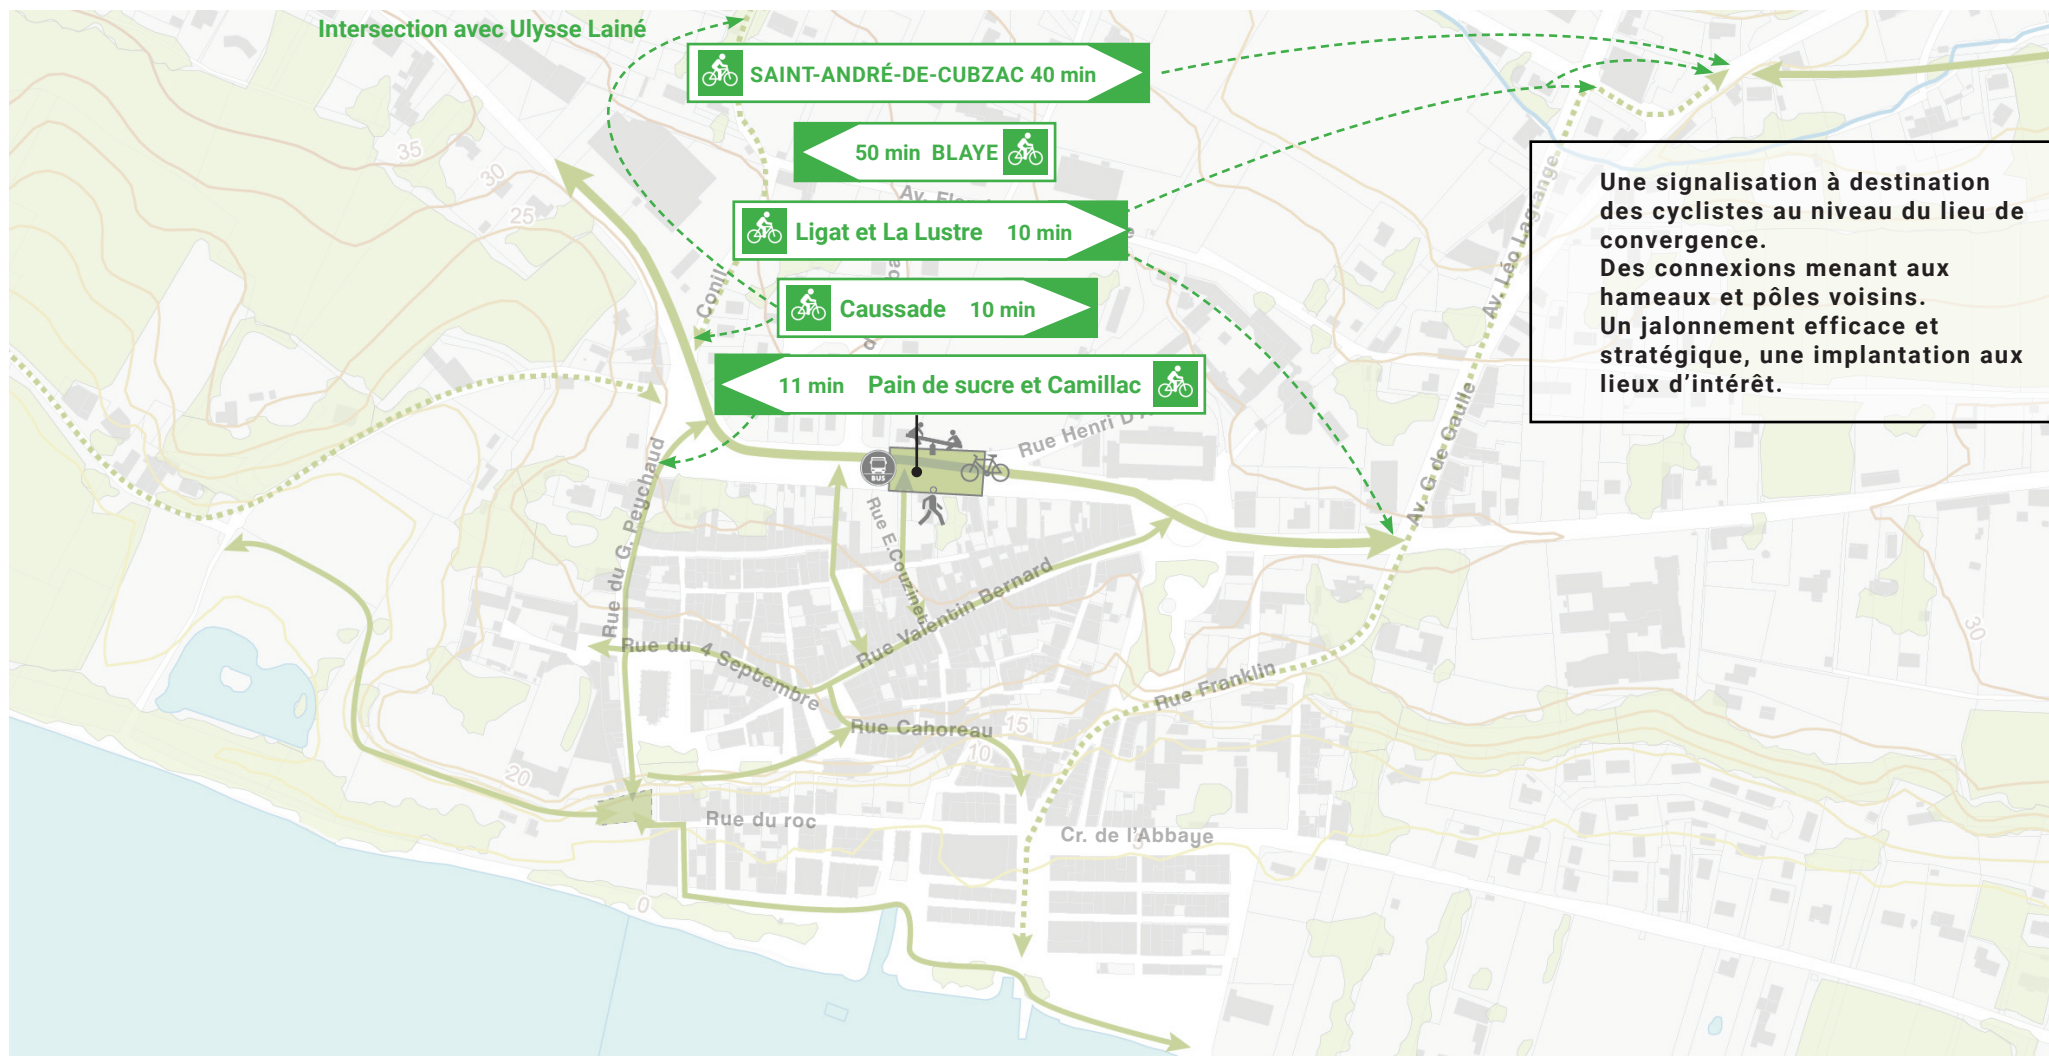 Intersection avec Ulysse Lainé
SAINT-ANDRÉ-DE-CUBZAC 40 min
50 min BLAYE
Av.
Ligat et La Lustre 10 min
Conil
Caussade 10 min
11 min Pain de sucre et Camillac
Une signalisation à destination
des cyclistes au niveau du lieu de
convergence.
Des connexions menant aux
hameaux et pôles voisins.
Un jalonnement efficace et
stratégique, une implantation aux
lieux d'intérêt.
Av. Léo Lagrange
Av. G de Gaulle
Rue Henri
BUS
Rue du G. Peychaud
Rue E.Couzinet
Rue Valentin Bernard
Rue du 4 Septembre
Rue Franklin
Rue Cahoreau
Rue du roc
Cr. de l'Abbaye
35
30
25
20
15
10
5
0
30